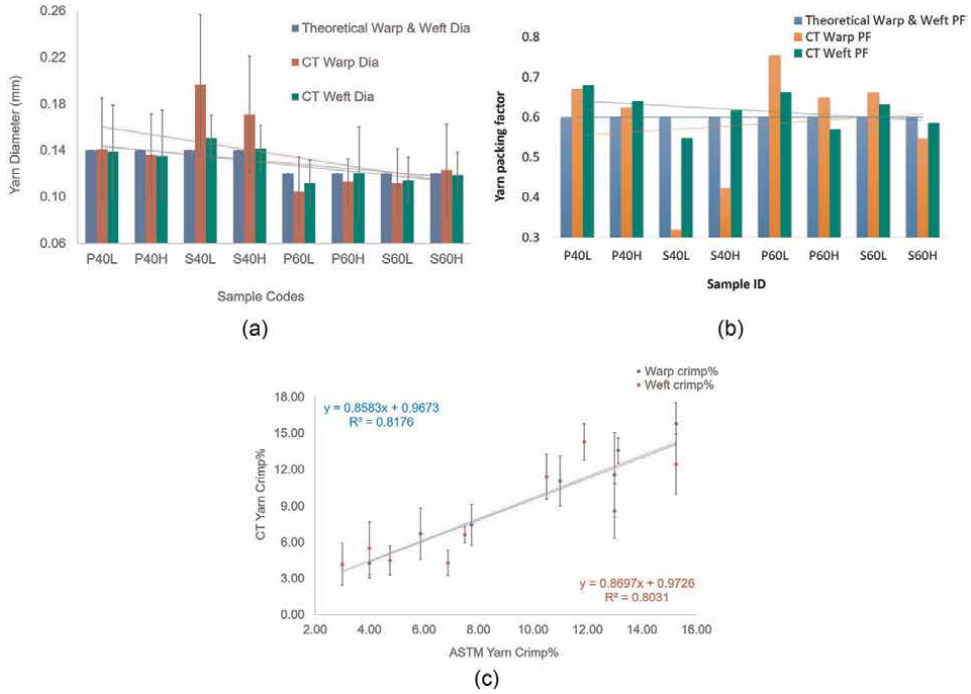 0.26
0.22
0.18
0.14
0.10
0.06
Yarn Diameter (mm)
Theoretical Warp & Weft Dia
CT Warp Dia
CT Weft Dia
P40L P40H S40L S40H P60L P60H S60L S60H
Sample Codes
(a)
0.8
0.7
0.6
0.5
0.4
0.3
Yarn packing factor
Theoretical Warp & Weft PF
CT Warp PF
CT Weft PF
P40L P40H S40L S40H P60L P60H S60L S60H
Sample ID
(b)
Warp crimp%
Weft crimp%
18.00
15.00
12.00
9.00
6.00
3.00
0.00
CT Yarn Crimp%
y = 0.8583x + 0.9673
R² = 0.8176
y = 0.8697x + 0.9726
R² = 0.8031
2.00 4.00 6.00 8.00 10.00 12.00 14.00 16.00
ASTM Yarn Crimp%
(c)